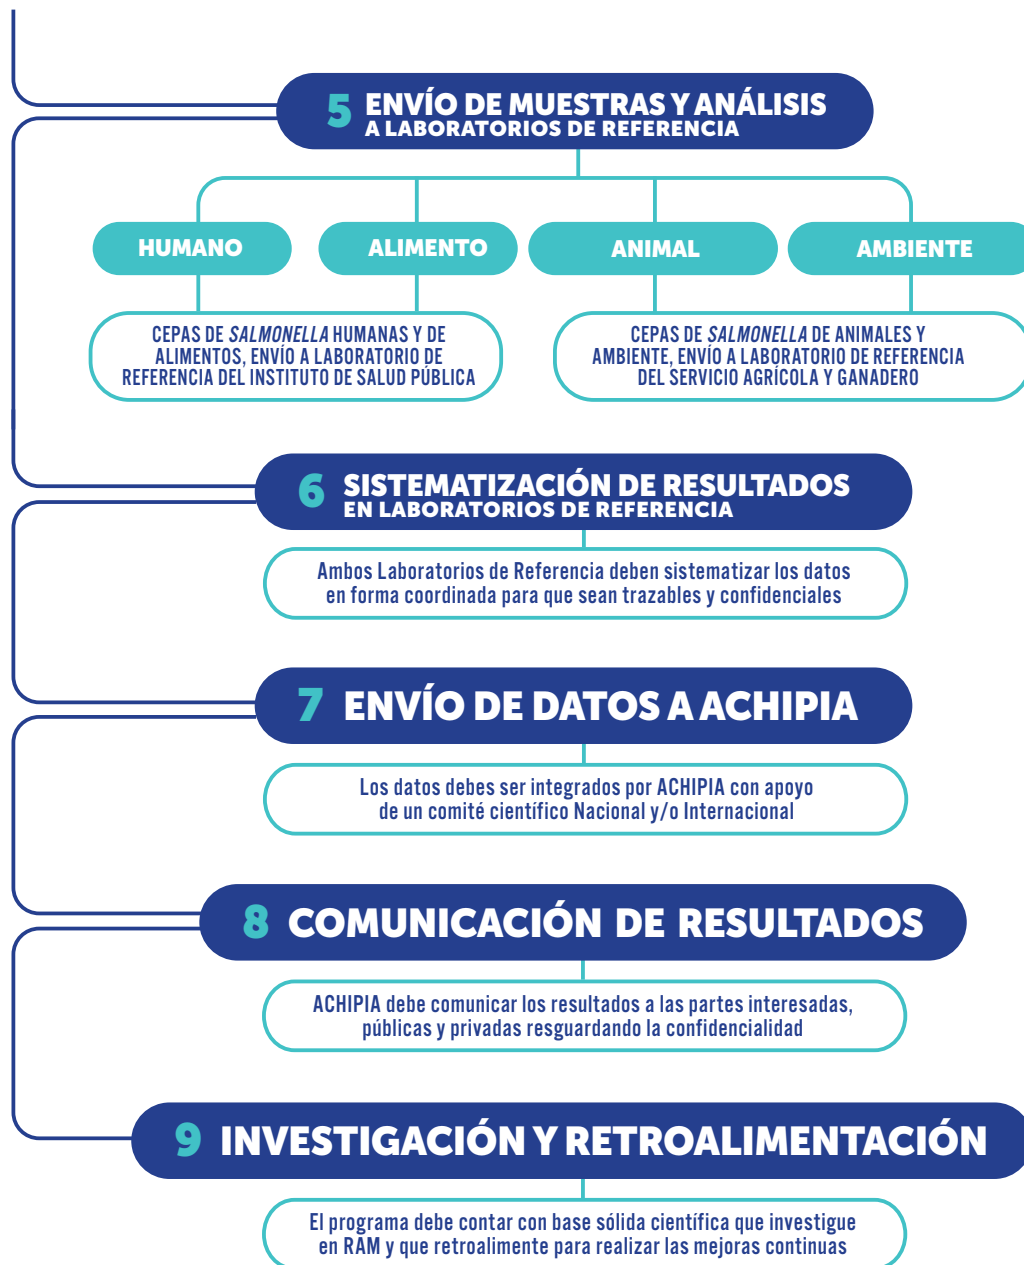 5 ENVÍO DE MUESTRAS Y ANÁLISIS
A LABORATORIOS DE REFERENCIA
HUMANO
ALIMENTO
ANIMAL
AMBIENTE
CEPAS DE SALMONELLA HUMANAS Y DE
ALIMENTOS, ENVÍO A LABORATORIO DE
REFERENCIA DEL INSTITUTO DE SALUD PÚBLICA
CEPAS DE SALMONELLA DE ANIMALES Y
AMBIENTE, ENVÍO A LABORATORIO DE REFERENCIA
DEL SERVICIO AGRÍCOLA Y GANADERO
6 SISTEMATIZACIÓN DE RESULTADOS
EN LABORATORIOS DE REFERENCIA
Ambos Laboratorios de Referencia deben sistematizar los datos
en forma coordinada para que sean trazables y confidenciales
7 ENVÍO DE DATOS A ACHIPIA
Los datos debes ser integrados por ACHIPIA con apoyo
de un comité científico Nacional y/o Internacional
8 COMUNICACIÓN DE RESULTADOS
ACHIPIA debe comunicar los resultados a las partes interesadas,
públicas y privadas resguardando la confidencialidad
9 INVESTIGACIÓN Y RETROALIMENTACIÓN
El programa debe contar con base sólida científica que investigue
en RAM y que retroalimente para realizar las mejoras continuas